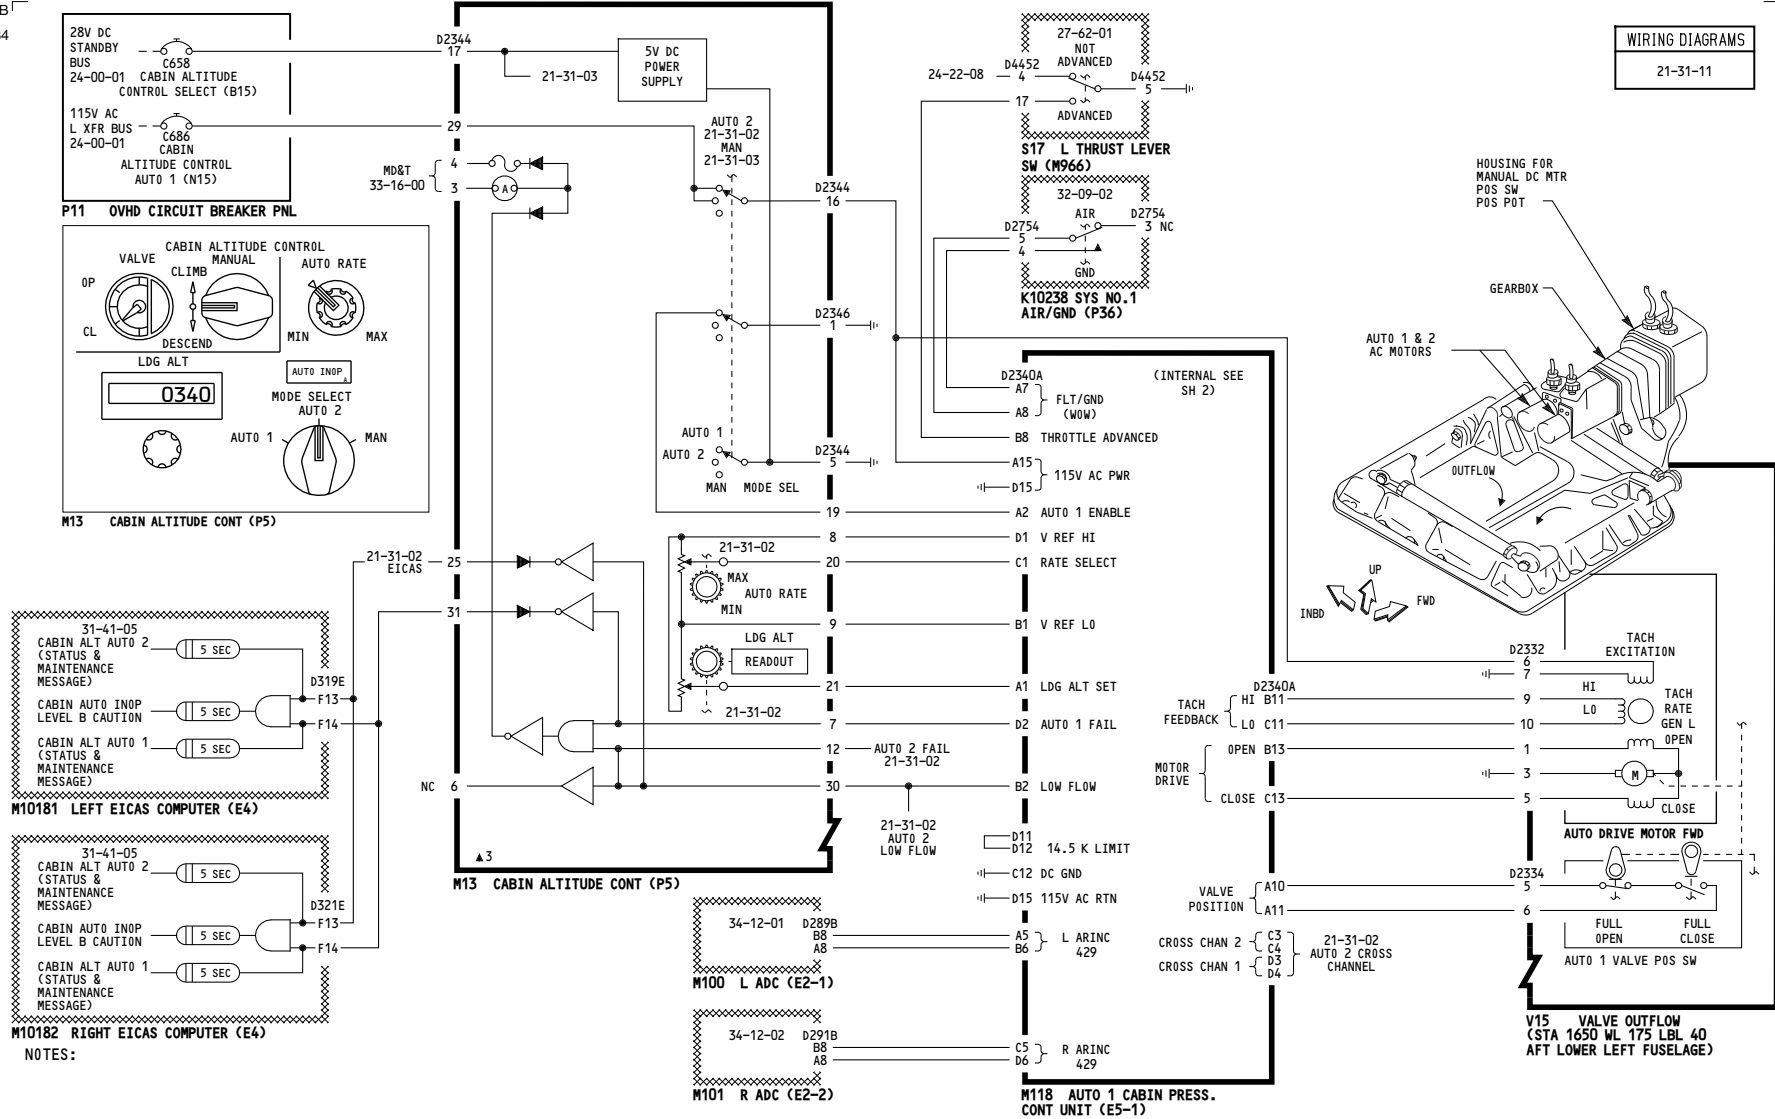 B
28V DC
STANDBY
BUS
24-00-01
C658
CABIN ALTITUDE
CONTROL SELECT (B15)
115V AC
L XFR BUS
24-00-01
C686
CABIN
ALTITUDE CONTROL
AUTO 1 (N15)
P11 OVHD CIRCUIT BREAKER PNL
CABIN ALTITUDE CONTROL
VALVE
MANUAL
CLIMB
AUTO RATE
OP
CL
DESCEND
MIN
MAX
LDG ALT
0340
AUTO INOP
A
MODE SELECT
AUTO 2
AUTO 1
MAN
M13 CABIN ALTITUDE CONT (P5)
D2344
17
21-31-03
5V DC
POWER
SUPPLY
29
MD&T
33-16-00
4
3
A
AUTO 2
21-31-02
MAN
21-31-03
D2344
16
D2346
1
AUTO 1
AUTO 2
MAN
MODE SEL
D2344
5
19
8
21-31-02
20
MAX
AUTO RATE
MIN
9
LDG ALT
READOUT
21
21-31-02
7
12
AUTO 2 FAIL
21-31-02
30
21-31-02
AUTO 2
LOW FLOW
21-31-02
EICAS
25
31
NC 6
3
M13 CABIN ALTITUDE CONT (P5)
31-41-05
CABIN ALT AUTO 2
(STATUS &
MAINTENANCE
MESSAGE)
5 SEC
D319E
F13
CABIN AUTO INOP
LEVEL B CAUTION
5 SEC
F14
CABIN ALT AUTO 1
(STATUS &
MAINTENANCE
MESSAGE)
5 SEC
M10181 LEFT EICAS COMPUTER (E4)
31-41-05
CABIN ALT AUTO 2
(STATUS &
MAINTENANCE
MESSAGE)
5 SEC
D321E
F13
CABIN AUTO INOP
LEVEL B CAUTION
5 SEC
F14
CABIN ALT AUTO 1
(STATUS &
MAINTENANCE
MESSAGE)
5 SEC
M10182 RIGHT EICAS COMPUTER (E4)
NOTES:
27-62-01
NOT
ADVANCED
24-22-08
D4452
4
D4452
5
17
ADVANCED
S17 L THRUST LEVER
SW (M966)
32-09-02
AIR
D2754
3 NC
D2754
5
4
GND
K10238 SYS NO.1
AIR/GND (P36)
D2340A
(INTERNAL SEE
SH 2)
A7
FLT/GND
(WOW)
A8
B8 THROTTLE ADVANCED
A15
115V AC PWR
D15
A2 AUTO 1 ENABLE
D1 V REF HI
C1 RATE SELECT
B1 V REF LO
A1 LDG ALT SET
D2 AUTO 1 FAIL
B2 LOW FLOW
D11
D12 14.5 K LIMIT
C12 DC GND
D15 115V AC RTN
34-12-01
D289B
B8
A8
A5
B6
L ARINC
429
M100 L ADC (E2-1)
34-12-02
D291B
B8
A8
C5
D6
R ARINC
429
M101 R ADC (E2-2)
M118 AUTO 1 CABIN PRESS.
CONT UNIT (E5-1)
D2340A
TACH
FEEDBACK
HI B11
LO C11
MOTOR
DRIVE
OPEN B13
CLOSE C13
VALVE
POSITION
A10
A11
CROSS CHAN 2
C3
C4
CROSS CHAN 1
D3
D4
21-31-02
AUTO 2 CROSS
CHANNEL
WIRING DIAGRAMS
21-31-11
HOUSING FOR
MANUAL DC MTR
POS SW
POS POT
GEARBOX
AUTO 1 & 2
AC MOTORS
OUTFLOW
UP
INBD
FWD
D2332
6
7
TACH
EXCITATION
9
HI
10
LO
TACH
RATE
GEN L
1
OPEN
3
M
5
CLOSE
AUTO DRIVE MOTOR FWD
D2334
5
6
FULL
OPEN
FULL
CLOSE
AUTO 1 VALVE POS SW
V15 VALVE OUTFLOW
(STA 1650 WL 175 LBL 40
AFT LOWER LEFT FUSELAGE)